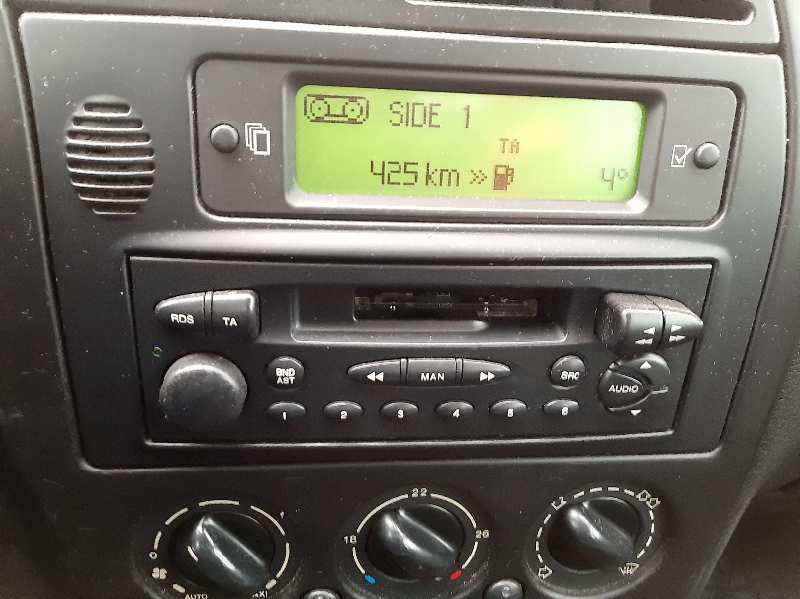 SIDE 1
TA
425 km » 4°
RDS TA
BND
AST
MAN
SRC
AUDIO
1 2 3 4 5 6
22
18 26
AUTO